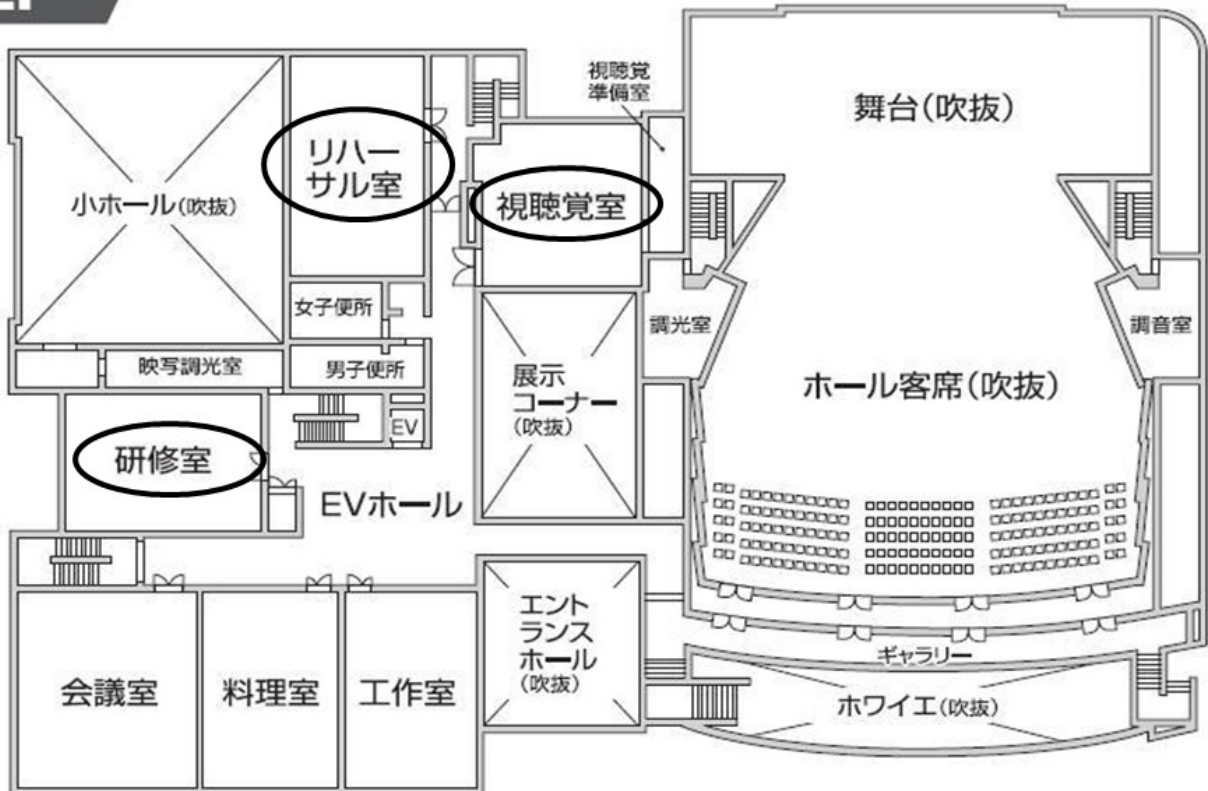 視聴覚
準備室
舞台(吹抜)
リハー
サル室
小ホール(吹抜)
視聴覚室
女子便所
調光室
調音室
映写調光室
男子便所
展示
コーナー
(吹抜)
ホール客席(吹抜)
EV
研修室
EVホール
エント
ランス
ホール
(吹抜)
ギャラリー
会議室
料理室
工作室
ホワイエ(吹抜)